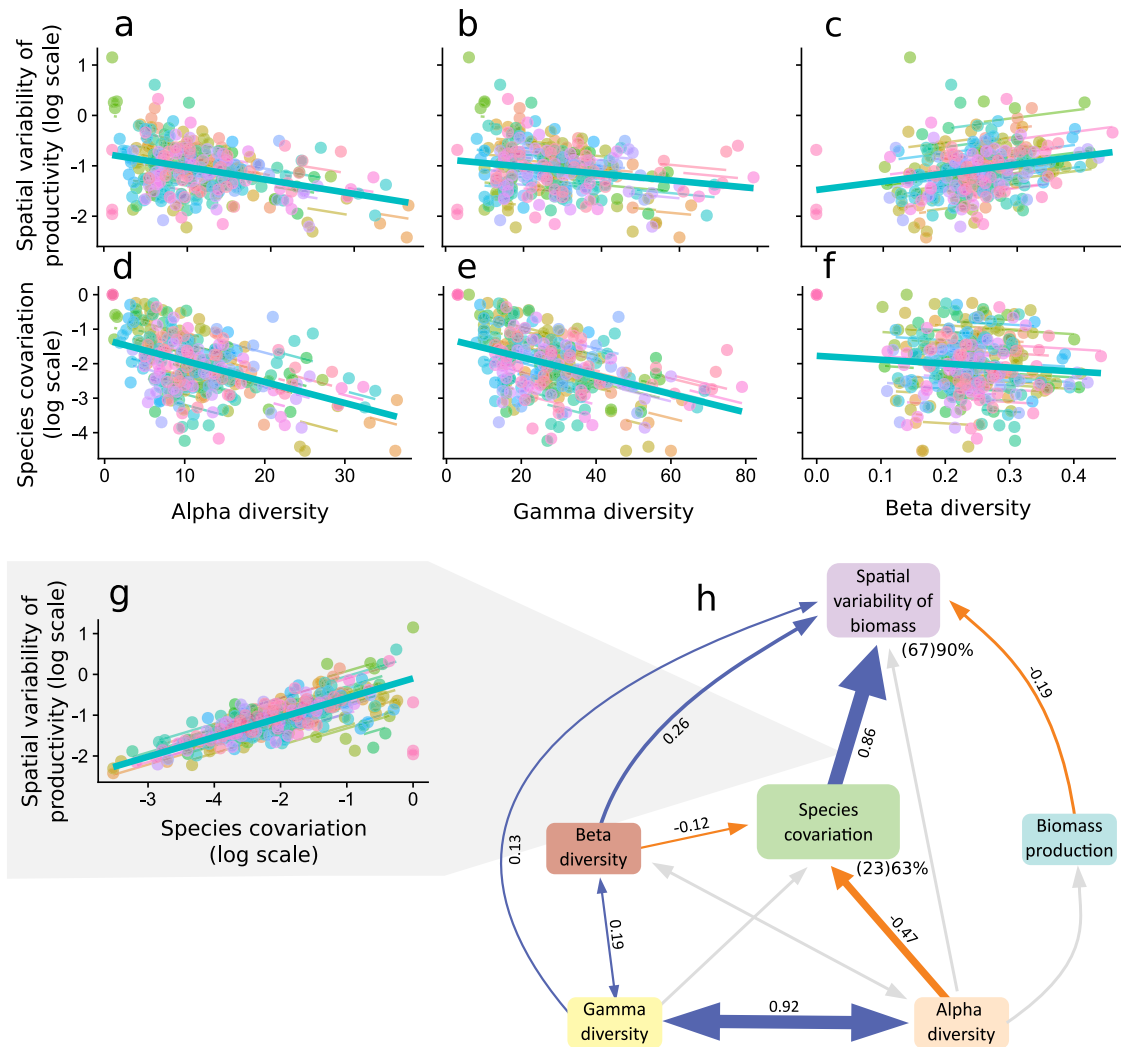 a
b
c
Spatial variability of
productivity (log scale)
1
0
-1
-2
d
e
f
Species covariation
(log scale)
0
-1
-2
-3
-4
0 10 20 30
0 20 40 60 80
0.0 0.1 0.2 0.3 0.4
Alpha diversity
Gamma diversity
Beta diversity
g
Spatial variability of
productivity (log scale)
1
0
-1
-2
-3 -4 -2 -1 0
Species covariation
(log scale)
h
Spatial
variability of
biomass
(67)90%
-0.19
0.26
0.86
0.13
Beta
diversity
-0.12
Species
covariation
(23)63%
Biomass
production
0.19
-0.47
Gamma
diversity
0.92
Alpha
diversity